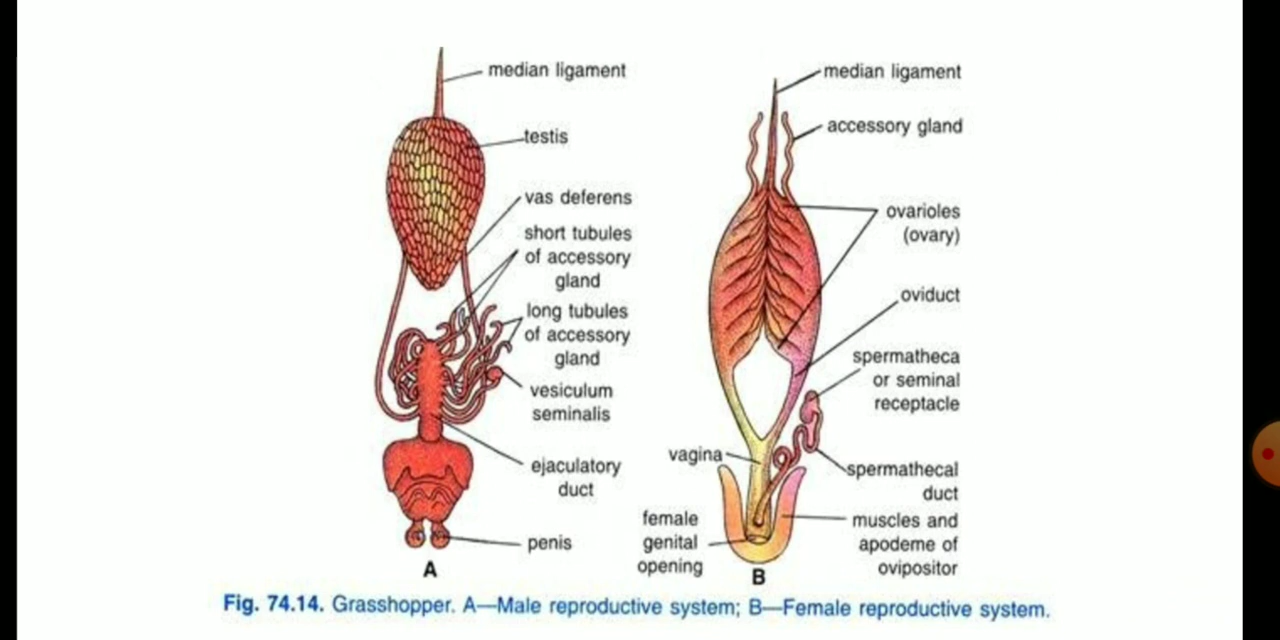 median ligament
testis
vas deferens
short tubules
of accessory
gland
long tubules
of accessory
gland
vesiculum
seminalis
ejaculatory
duct
penis
A
median ligament
accessory gland
ovarioles
(ovary)
oviduct
spermatheca
or seminal
receptacle
vagina
spermathecal
duct
female
genital
opening
muscles and
apodeme of
ovipositor
B
Fig. 74.14. Grasshopper. A—Male reproductive system; B—Female reproductive system.